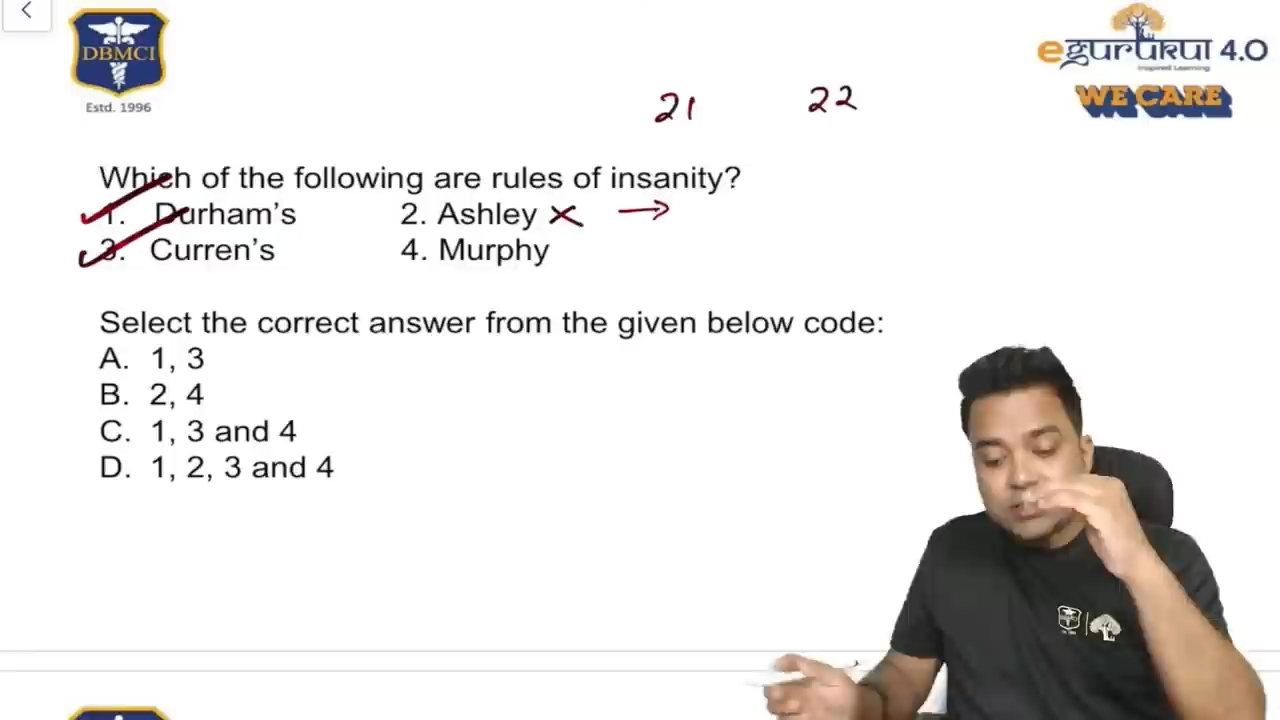 DBMCI
Estd. 1996
eGURUKUL 4.0
Inspired Learning
WE CARE
21 22
Which of the following are rules of insanity?
1. Durham's 2. Ashley
3. Curren's 4. Murphy
Select the correct answer from the given below code:
A. 1, 3
B. 2, 4
C. 1, 3 and 4
D. 1, 2, 3 and 4